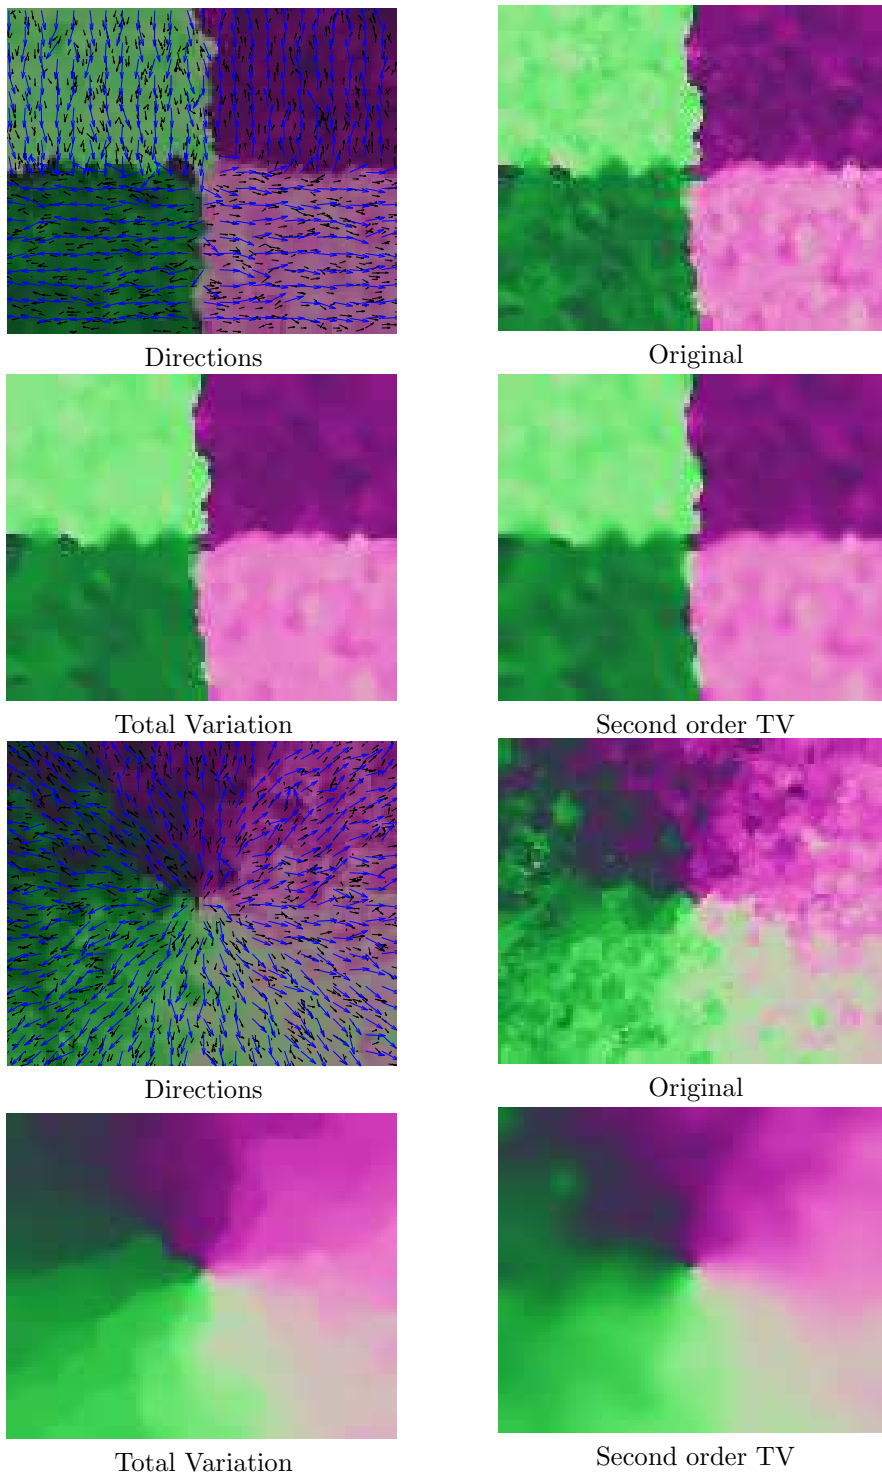 Directions
Original
Total Variation
Second order TV
Directions
Original
Total Variation
Second order TV